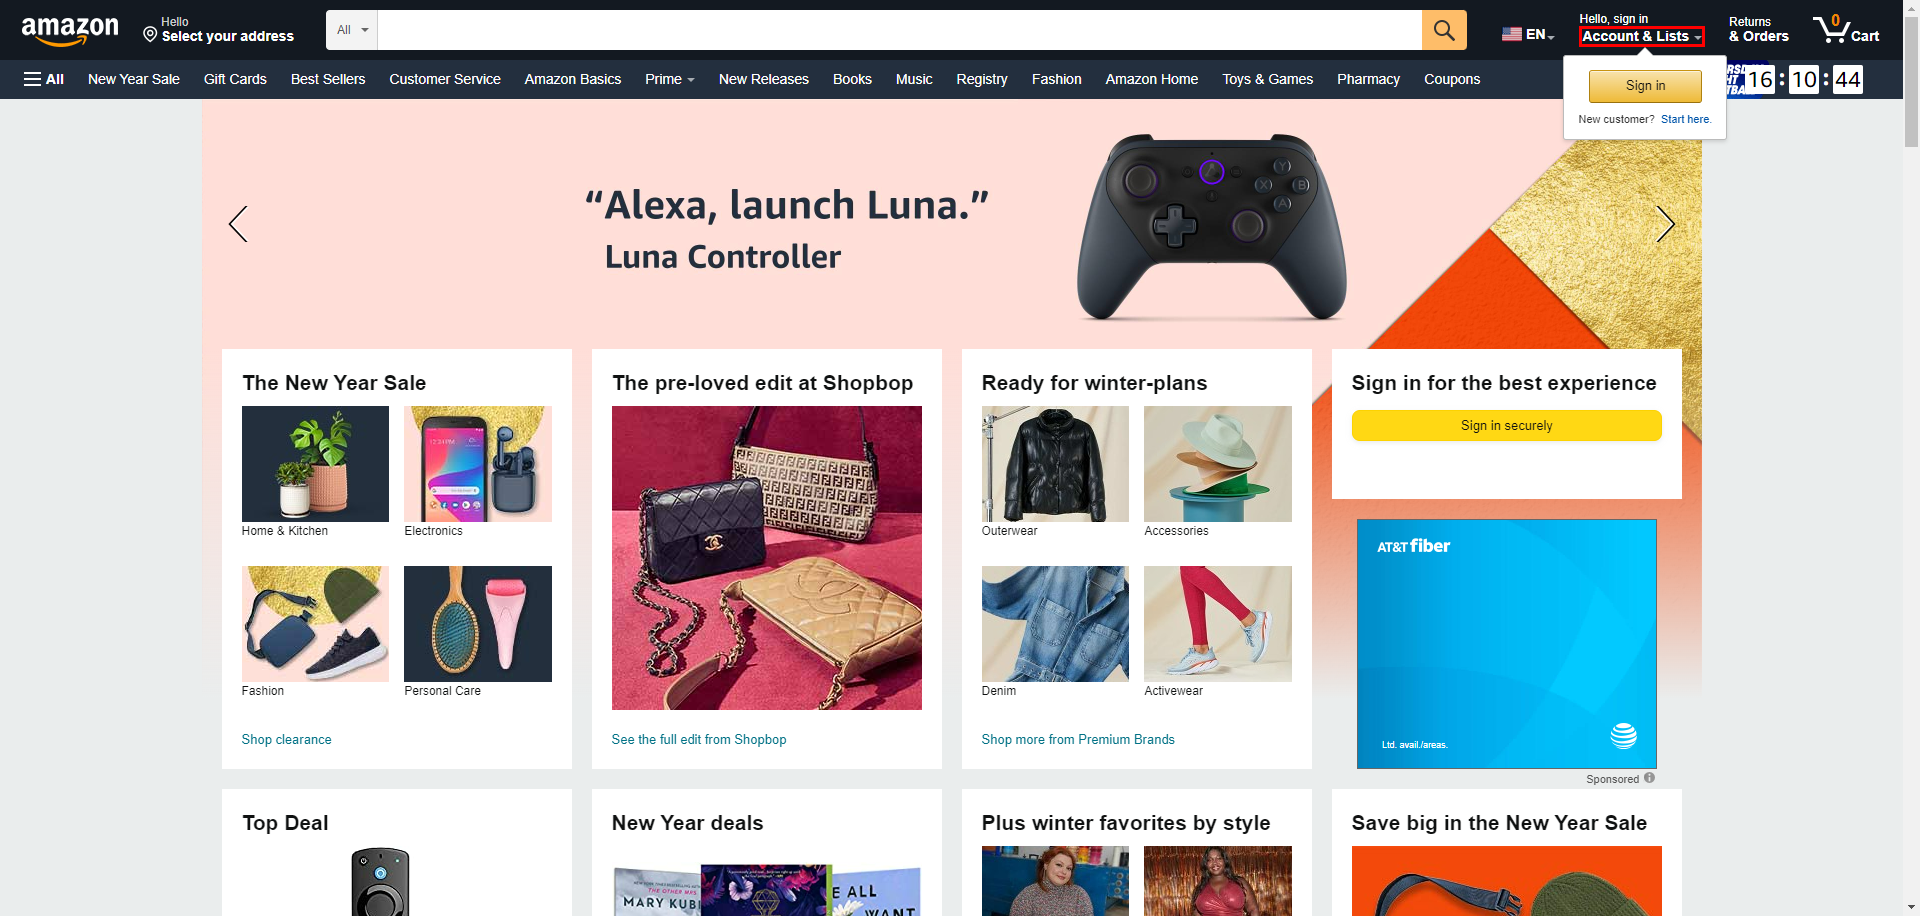 amazon
Hello
Select your address
All
EN
Hello, sign in
Account & Lists
Returns
& Orders
0
Cart
All
New Year Sale
Gift Cards
Best Sellers
Customer Service
Amazon Basics
Prime
New Releases
Books
Music
Registry
Fashion
Amazon Home
Toys & Games
Pharmacy
Coupons
16 : 10 : 44
Sign in
New customer? Start here.
“Alexa, launch Luna.”
Luna Controller
Y
X
B
A
The New Year Sale
Home & Kitchen
Electronics
Fashion
Personal Care
Shop clearance
The pre-loved edit at Shopbop
See the full edit from Shopbop
Ready for winter-plans
Outerwear
Accessories
Denim
Activewear
Shop more from Premium Brands
Sign in for the best experience
Sign in securely
AT&T fiber
Ltd. avail./areas.
Sponsored
Top Deal
New Year deals
THE OTHER MRS.
MARY KUBI
E ALL
WANT
Plus winter favorites by style
Save big in the New Year Sale